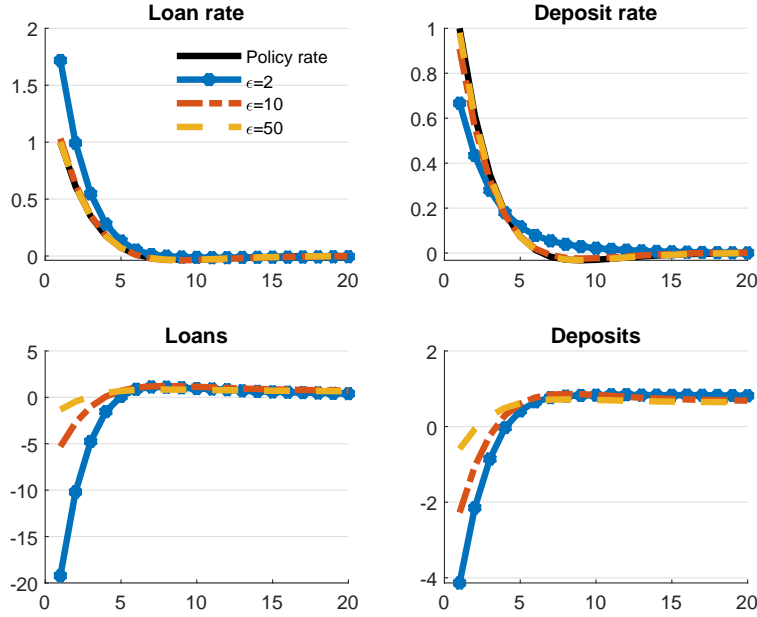 Loan rate
2
1.5
1
0.5
0
0 5 10 15 20
Policy rate
ϵ=2
ϵ=10
ϵ=50
Deposit rate
1
0.8
0.6
0.4
0.2
0
0 5 10 15 20
Loans
5
0
-5
-10
-15
-20
0 5 10 15 20
Deposits
2
0
-2
-4
0 5 10 15 20